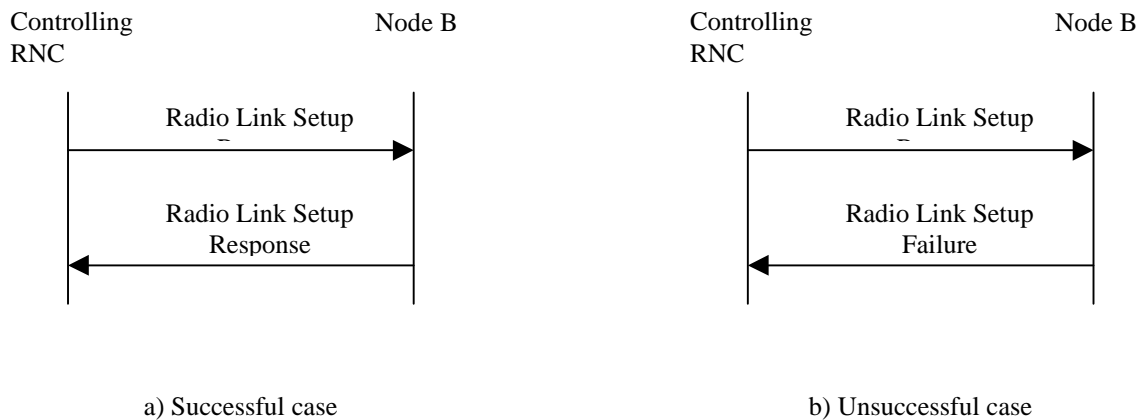 Controlling
RNC
Node B
Radio Link Setup
Radio Link Setup
Response
a) Successful case
Controlling
RNC
Node B
Radio Link Setup
Radio Link Setup
Failure
b) Unsuccessful case